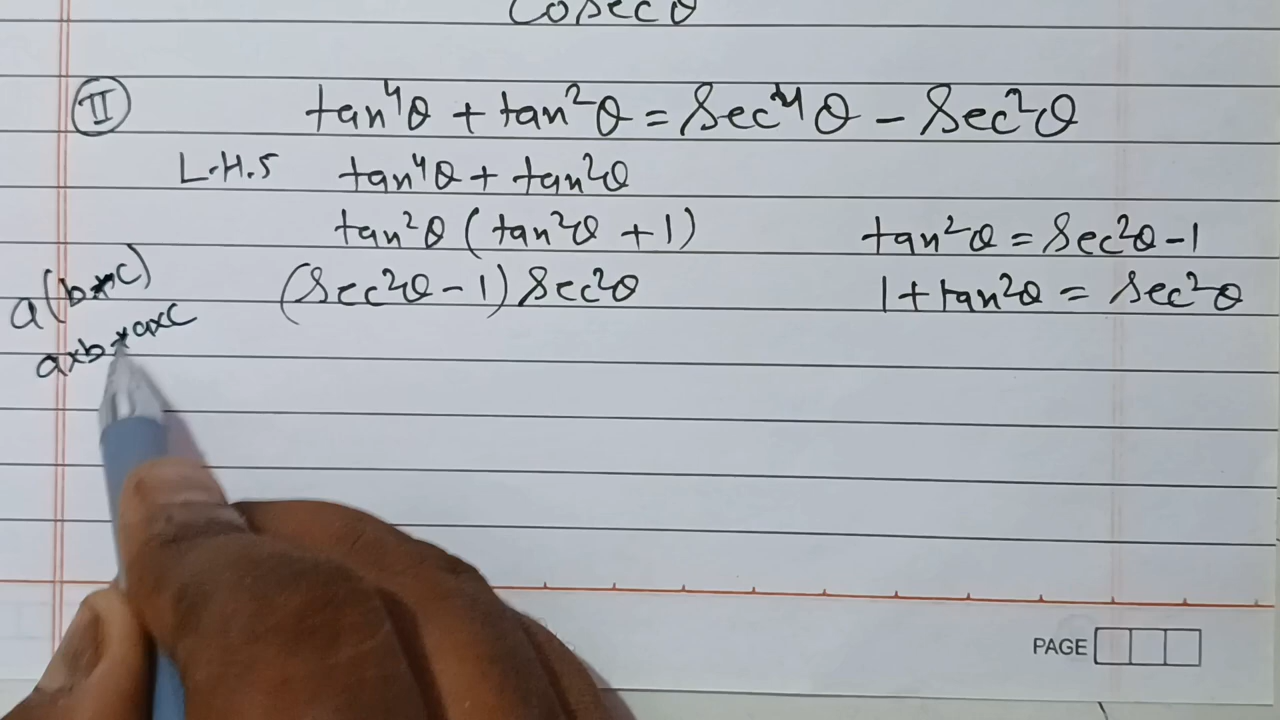 Cosecθ
II tan⁴θ + tan²θ = Sec⁴θ - Sec²θ
L.H.S tan⁴θ + tan²θ
tan²θ (tan²θ + 1) tan²θ = Sec²θ - 1
(Sec²θ - 1) Sec²θ 1 + tan²θ = Sec²θ
a(b
c)
a×b
a×c
PAGE